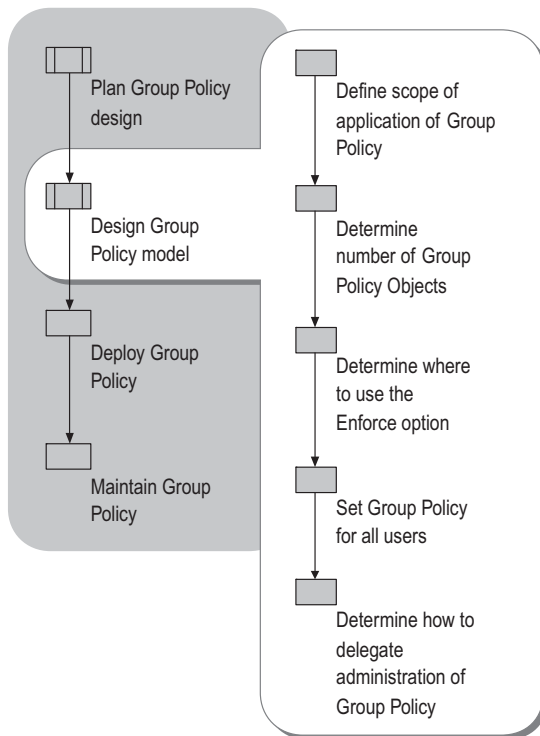 Plan Group Policy
design
Design Group
Policy model
Deploy Group
Policy
Maintain Group
Policy
Define scope of
application of Group
Policy
Determine
number of Group
Policy Objects
Determine where
to use the
Enforce option
Set Group Policy
for all users
Determine how to
delegate
administration of
Group Policy